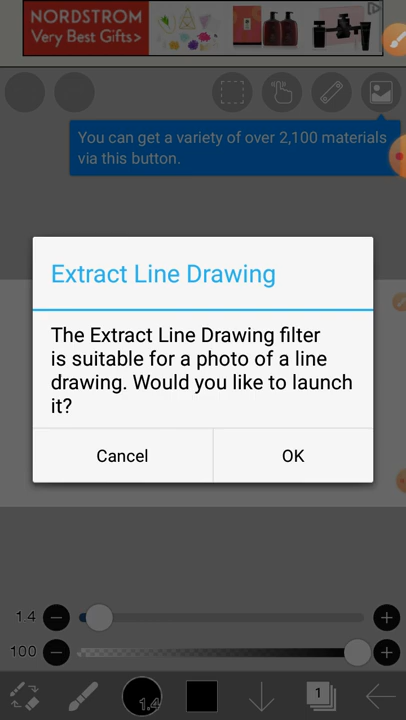 NORDSTROM
Very Best Gifts>
You can get a variety of over 2,100 materials
via this button.
Extract Line Drawing
The Extract Line Drawing filter
is suitable for a photo of a line
drawing. Would you like to launch
it?
Cancel
OK
1.4
100
1.4
1